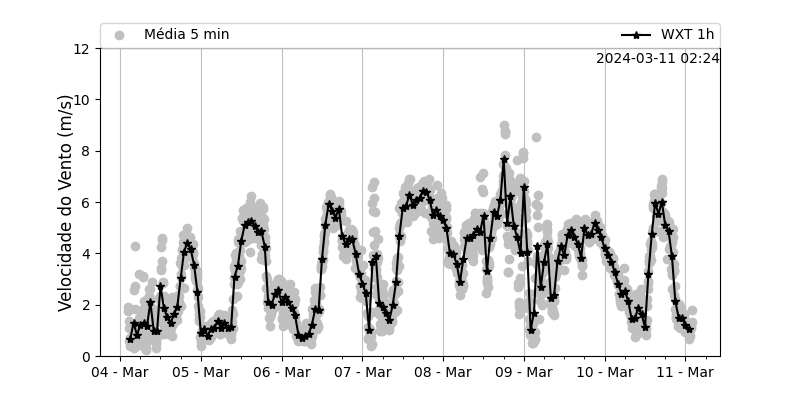 Média 5 min
WXT 1h
12
2024-03-11 02:24
10
8
6
4
2
0
Velocidade do Vento (m/s)
04 - Mar
05 - Mar
06 - Mar
07 - Mar
08 - Mar
09 - Mar
10 - Mar
11 - Mar